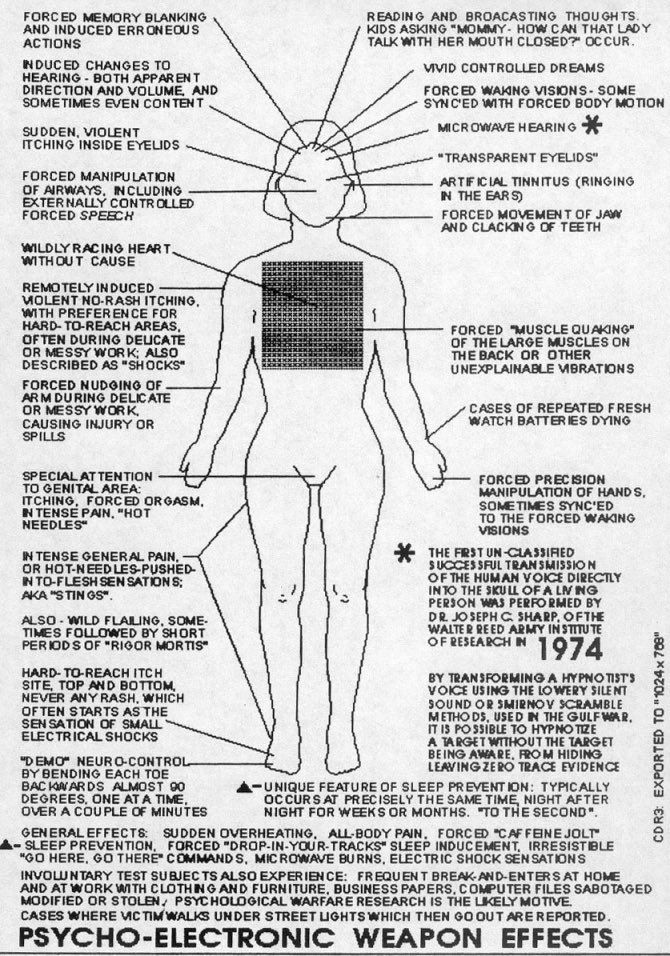 FORCED MEMORY BLANKING
AND INDUCED ERRONEOUS
ACTIONS
INDUCED CHANGES TO
HEARING - BOTH APPARENT
DIRECTION AND VOLUME, AND
SOMETIMES EVEN CONTENT
SUDDEN, VIOLENT
ITCHING INSIDE EYELIDS
FORCED MANIPULATION
OF AIRWAYS, INCLUDING
EXTERNALLY CONTROLLED
FORCED SPEECH
WILDLY RACING HEART
WITHOUT CAUSE
REMOTELY INDUCED
VIOLENT NO-RASH ITCHING,
WITH PREFERENCE FOR
HARD-TO-REACH AREAS,
OFTEN DURING DELICATE
OR MESSY WORK; ALSO
DESCRIBED AS "SHOCKS"
FORCED NUDGING OF
ARM DURING DELICATE
OR MESSY WORK,
CAUSING INJURY OR
SPILLS
SPECIAL ATTENTION
TO GENITAL AREA:
ITCHING, FORCED ORGASM,
INTENSE PAIN, "HOT
NEEDLES"
INTENSE GENERAL PAIN,
OR HOT-NEEDLES-PUSHED-
INTO-FLESH SENSATIONS;
AKA "STINGS".
ALSO - WILD FLAILING, SOME-
TIMES FOLLOWED BY SHORT
PERIODS OF "RIGOR MORTIS"
HARD-TO-REACH ITCH
SITE, TOP AND BOTTOM,
NEVER ANY RASH, WHICH
OFTEN STARTS AS THE
SENSATION OF SMALL
ELECTRICAL SHOCKS
"DEMO" NEURO-CONTROL
BY BENDING EACH TOE
BACKWARDS ALMOST 90
DEGREES, ONE AT A TIME,
OVER A COUPLE OF MINUTES
READING AND BROACASTING THOUGHTS.
KIDS ASKING "MOMMY - HOW CAN THAT LADY
TALK WITH HER MOUTH CLOSED?" OCCUR.
VIVID CONTROLLED DREAMS
FORCED WAKING VISIONS - SOME
SYNC'ED WITH FORCED BODY MOTION
MICROWAVE HEARING *
"TRANSPARENT EYELIDS"
ARTIFICIAL TINNITUS (RINGING
IN THE EARS)
FORCED MOVEMENT OF JAW
AND CLACKING OF TEETH
FORCED "MUSCLE QUAKING"
OF THE LARGE MUSCLES ON
THE BACK OR OTHER
UNEXPLAINABLE VIBRATIONS
CASES OF REPEATED FRESH
WATCH BATTERIES DYING
FORCED PRECISION
MANIPULATION OF HANDS,
SOMETIMES SYNC'ED
TO THE FORCED WAKING
VISIONS
* THE FIRST UN-CLASSIFIED
SUCCESSFUL TRANSMISSION
OF THE HUMAN VOICE DIRECTLY
INTO THE SKULL OF A LIVING
PERSON WAS PERFORMED BY
DR. JOSEPH C. SHARP, OF THE
WALTER REED ARMY INSTITUTE
OF RESEARCH IN 1974
BY TRANSFORMING A HYPNOTIST'S
VOICE USING THE LOWERY SILENT
SOUND OR SMIRNOV SCRAMBLE
METHODS, USED IN THE GULF WAR,
IT IS POSSIBLE TO HYPNOTIZE
A TARGET WITHOUT THE TARGET
BEING AWARE, FROM HIDING
LEAVING ZERO TRACE EVIDENCE
CDR3: EXPORTED TO "1024 x 768"
▲- UNIQUE FEATURE OF SLEEP PREVENTION: TYPICALLY
OCCURS AT PRECISELY THE SAME TIME, NIGHT AFTER
NIGHT FOR WEEKS OR MONTHS. "TO THE SECOND".
GENERAL EFFECTS: SUDDEN OVERHEATING, ALL-BODY PAIN, FORCED "CAFFEINE JOLT"
▲- SLEEP PREVENTION, FORCED "DROP-IN-YOUR-TRACKS" SLEEP INDUCEMENT, IRRESISTIBLE
"GO HERE, GO THERE" COMMANDS, MICROWAVE BURNS, ELECTRIC SHOCK SENSATIONS
INVOLUNTARY TEST SUBJECTS ALSO EXPERIENCE: FREQUENT BREAK-AND-ENTERS AT HOME
AND AT WORK WITH CLOTHING AND FURNITURE, BUSINESS PAPERS, COMPUTER FILES SABOTAGED
MODIFIED OR STOLEN, PSYCHOLOGICAL WARFARE RESEARCH IS THE LIKELY MOTIVE.
CASES WHERE VICTIM WALKS UNDER STREET LIGHTS WHICH THEN GO OUT ARE REPORTED.
PSYCHO-ELECTRONIC WEAPON EFFECTS